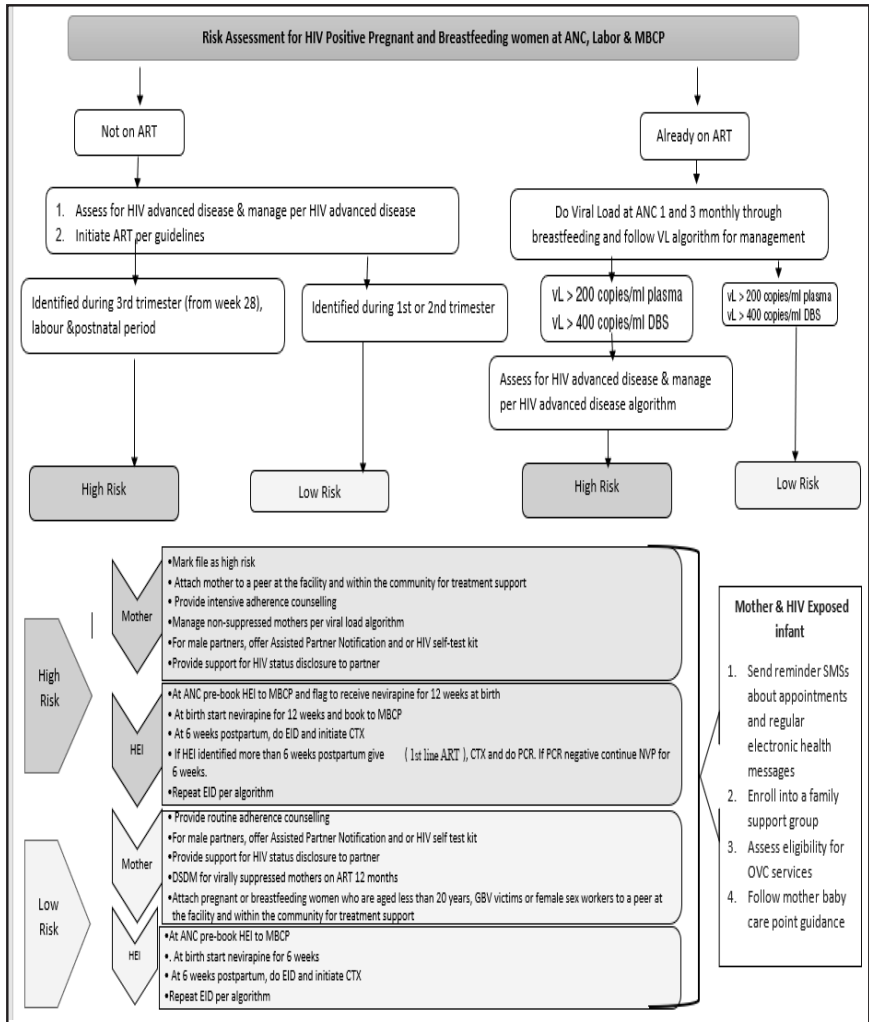 Risk Assessment for HIV Positive Pregnant and Breastfeeding women at ANC, Labor & MBCP
Not on ART
Already on ART
1. Assess for HIV advanced disease & manage per HIV advanced disease
2. Initiate ART per guidelines
Do Viral Load at ANC 1 and 3 monthly through
breastfeeding and follow VL algorithm for management
Identified during 3rd trimester (from week 28),
labour &postnatal period
Identified during 1st or 2nd trimester
vL > 200 copies/ml plasma
vL > 400 copies/ml DBS
vL > 200 copies/ml plasma
vL > 400 copies/ml DBS
Assess for HIV advanced disease & manage
per HIV advanced disease algorithm
High Risk
Low Risk
High Risk
Low Risk
High
Risk
Mother
•Mark file as high risk
•Attach mother to a peer at the facility and within the community for treatment support
•Provide intensive adherence counselling
•Manage non-suppressed mothers per viral load algorithm
•For male partners, offer Assisted Partner Notification and or HIV self-test kit
•Provide support for HIV status disclosure to partner
HEI
•At ANC pre-book HEI to MBCP and flag to receive nevirapine for 12 weeks at birth
•At birth start nevirapine for 12 weeks and book to MBCP
•At 6 weeks postpartum, do EID and initiate CTX
•If HEI identified more than 6 weeks postpartum give ( 1st line ART ), CTX and do PCR. If PCR negative continue NVP for
6 weeks.
•Repeat EID per algorithm
Low
Risk
Mother
•Provide routine adherence counselling
•For male partners, offer Assisted Partner Notification and or HIV self test kit
•Provide support for HIV status disclosure to partner
•DSDM for virally suppressed mothers on ART 12 months
•Attach pregnant or breastfeeding women who are aged less than 20 years, GBV victims or female sex workers to a peer at
the facility and within the community for treatment support
HEI
•At ANC pre-book HEI to MBCP
•. At birth start nevirapine for 6 weeks
•At 6 weeks postpartum, do EID and initiate CTX
•Repeat EID per algorithm
Mother & HIV Exposed
infant
1. Send reminder SMSs
about appointments
and regular
electronic health
messages
2. Enroll into a family
support group
3. Assess eligibility for
OVC services
4. Follow mother baby
care point guidance